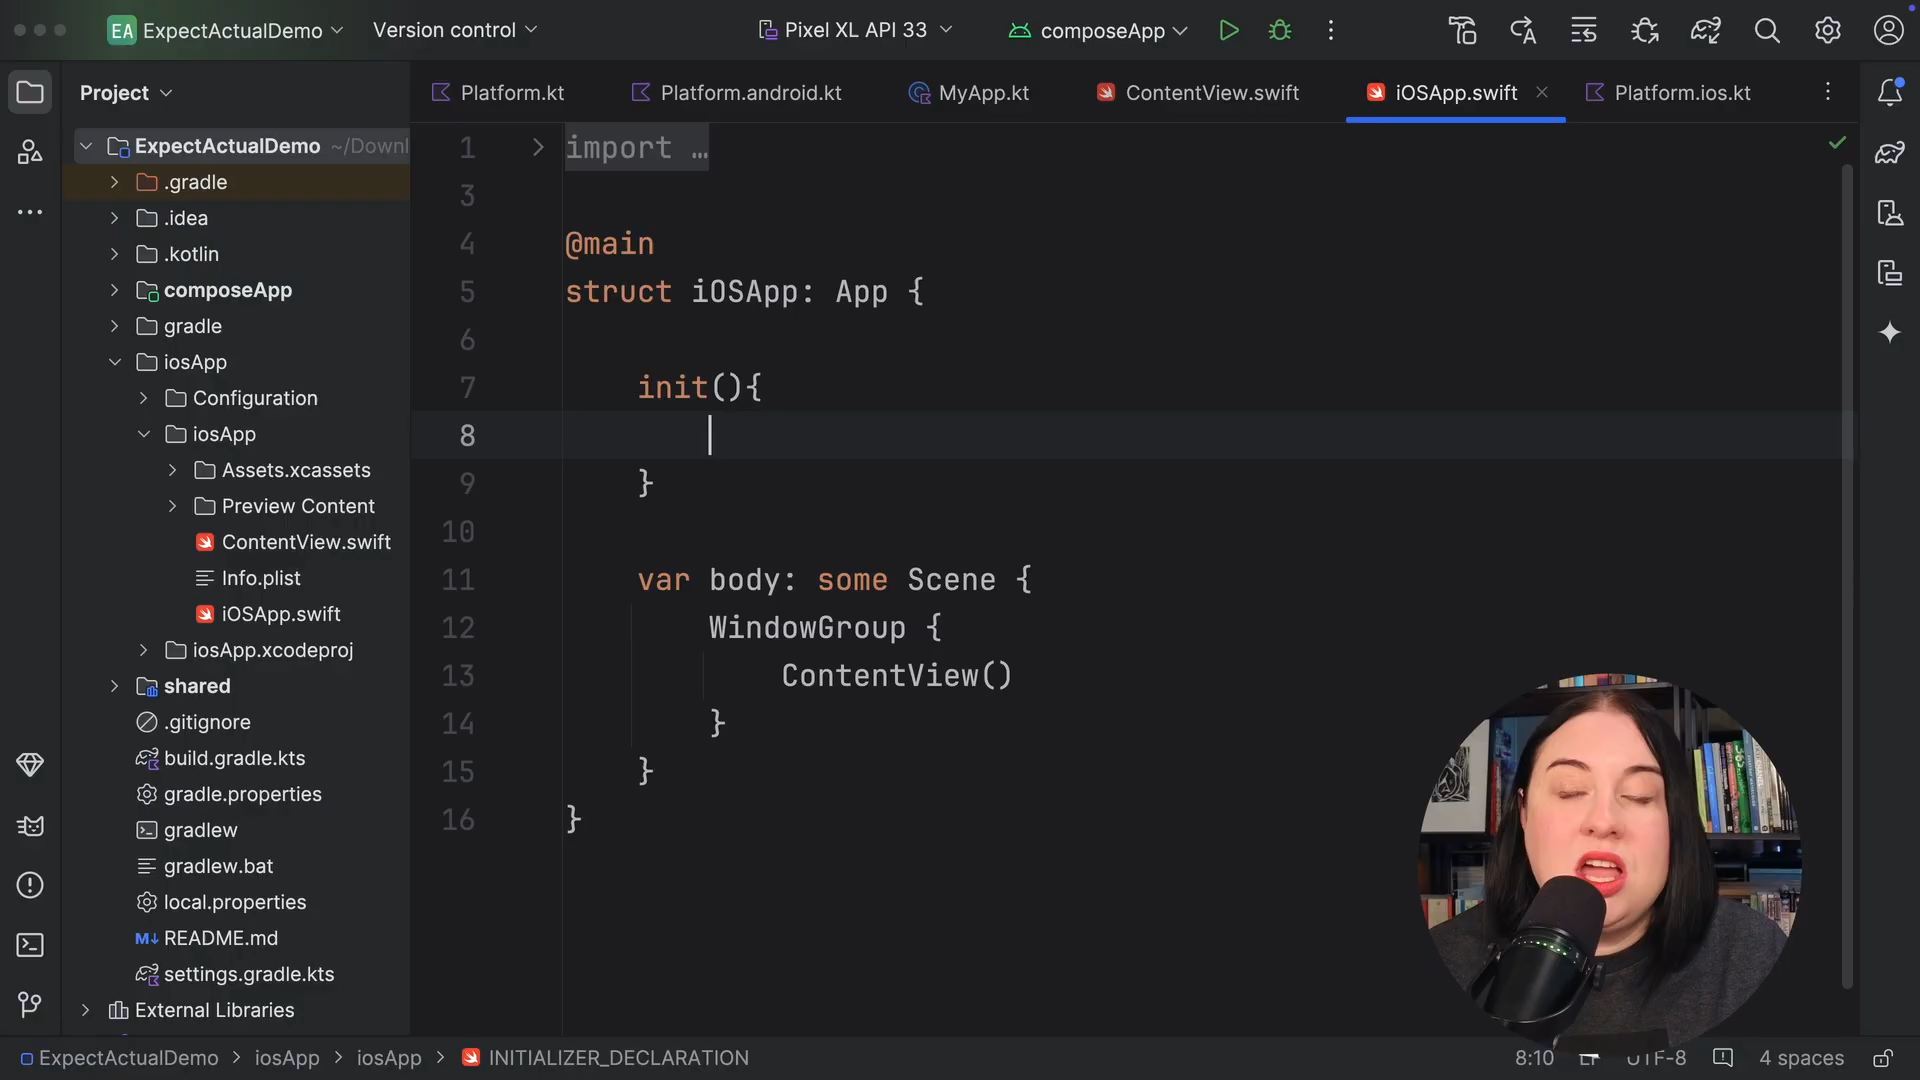 EA ExpectActualDemo Version control Pixel XL API 33 composeApp
Project
ExpectActualDemo ~/Downl
.gradle
.idea
.kotlin
composeApp
gradle
iosApp
Configuration
iosApp
Assets.xcassets
Preview Content
ContentView.swift
Info.plist
iOSApp.swift
iosApp.xcodeproj
shared
.gitignore
build.gradle.kts
gradle.properties
gradlew
gradlew.bat
local.properties
M↓ README.md
settings.gradle.kts
External Libraries
Platform.kt Platform.android.kt MyApp.kt ContentView.swift iOSApp.swift Platform.ios.kt
1 import …
3
4 @main
5 struct iOSApp: App {
6
7 init(){
8
9 }
10
11 var body: some Scene {
12 WindowGroup {
13 ContentView()
14 }
15 }
16 }
ExpectActualDemo > iosApp > iosApp > INITIALIZER_DECLARATION
8:10 LF UTF-8 4 spaces